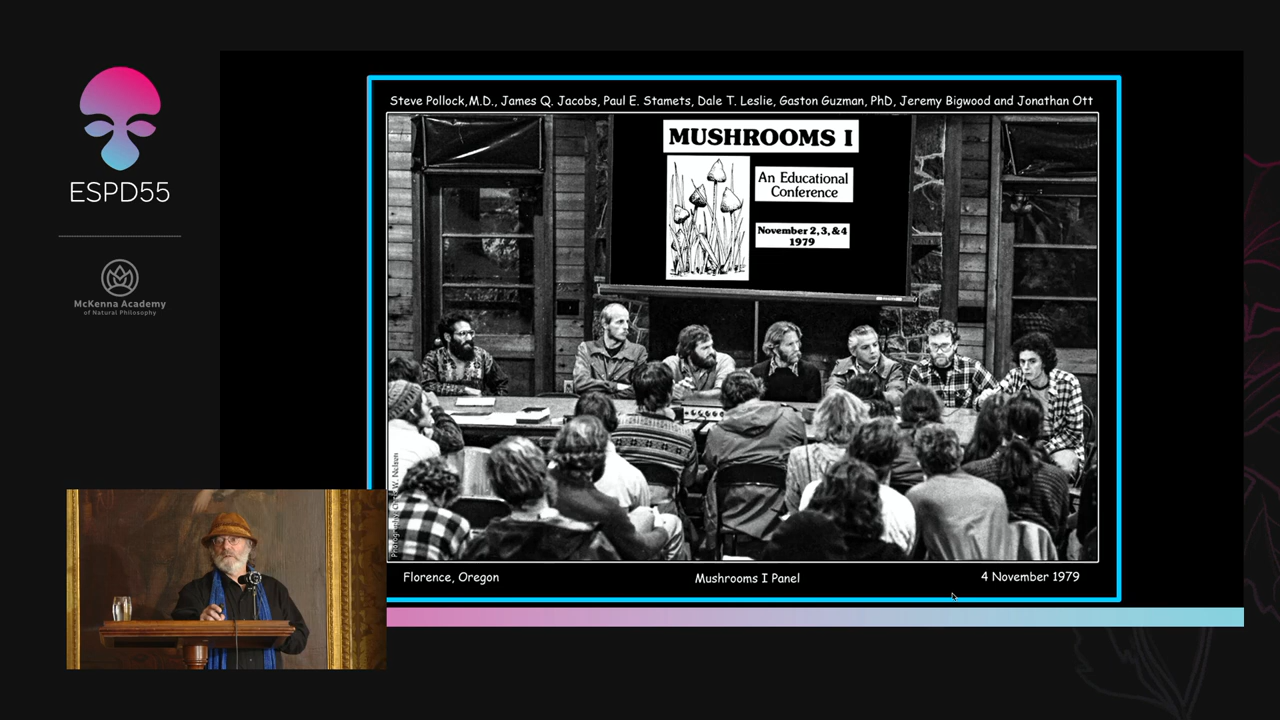 ESPD55
McKenna Academy
of Natural Philosophy
Steve Pollock,M.D., James Q. Jacobs, Paul E. Stamets, Dale T. Leslie, Gaston Guzman, PhD, Jeremy Bigwood and Jonathan Ott
MUSHROOMS I
An Educational
Conference
November 2, 3, & 4
1979
Florence, Oregon
Mushrooms I Panel
4 November 1979